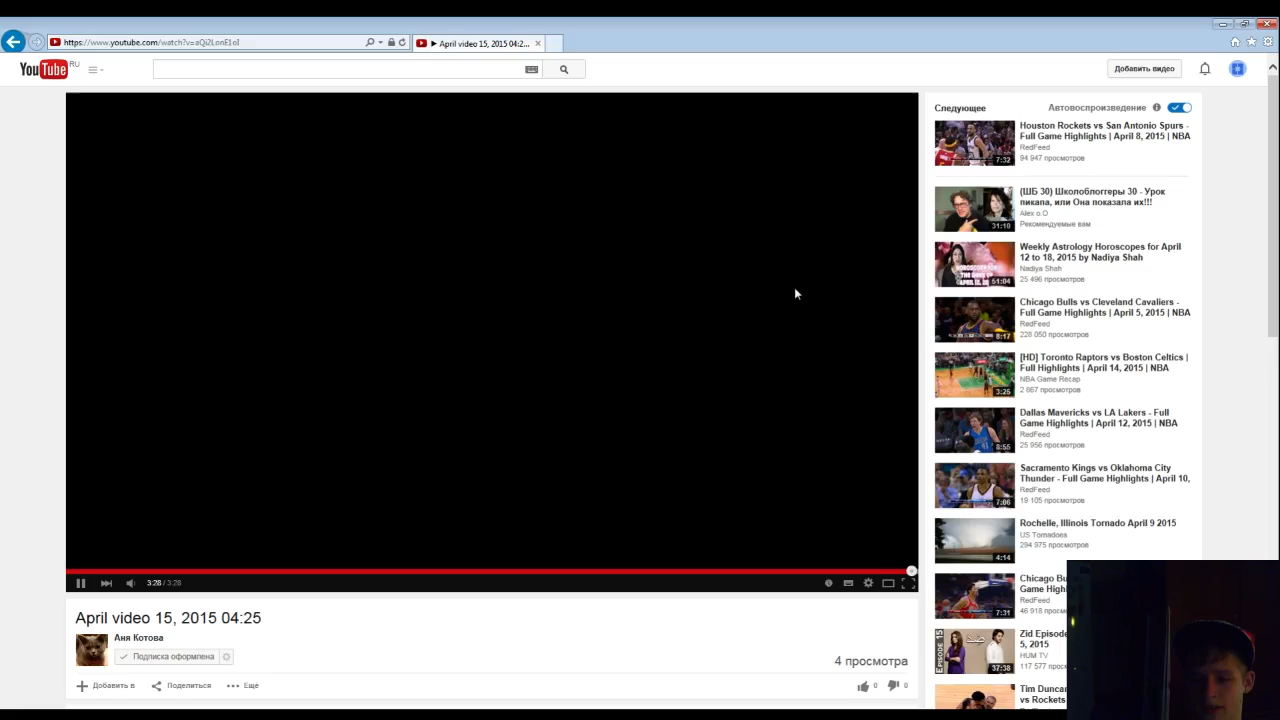 https://www.youtube.com/watch?v=aQi2LonE1oI
April video 15, 2015 04:2...
YouTube RU
Добавить видео
Следующее
Автовоспроизведение
Houston Rockets vs San Antonio Spurs -
Full Game Highlights | April 8, 2015 | NBA
RedFeed
94 947 просмотров
7:32
(ШБ 30) Школоблоггеры 30 - Урок
пикапа, или Она показала их!!!
Alex o.O
Рекомендуемые вам
31:10
Weekly Astrology Horoscopes for April
12 to 18, 2015 by Nadiya Shah
Nadiya Shah
25 496 просмотров
51:04
Chicago Bulls vs Cleveland Cavaliers -
Full Game Highlights | April 5, 2015 | NBA
RedFeed
228 050 просмотров
8:17
[HD] Toronto Raptors vs Boston Celtics |
Full Highlights | April 14, 2015 | NBA
NBA Game Recap
2 867 просмотров
3:25
Dallas Mavericks vs LA Lakers - Full
Game Highlights | April 12, 2015 | NBA
RedFeed
25 956 просмотров
8:55
Sacramento Kings vs Oklahoma City
Thunder - Full Game Highlights | April 10,
RedFeed
19 105 просмотров
7:06
Rochelle, Illinois Tornado April 9 2015
US Tornadoes
294 975 просмотров
4:14
Chicago Bu
Game Highl
RedFeed
46 918 просм
7:31
Zid Episode
5, 2015
HUM TV
117 577 просм
EPISODE 15
37:38
Tim Duncan
vs Rockets
3:28 / 3:28
April video 15, 2015 04:25
Аня Котова
Подписка оформлена
4 просмотра
Добавить в
Поделиться
Ещё
0
0